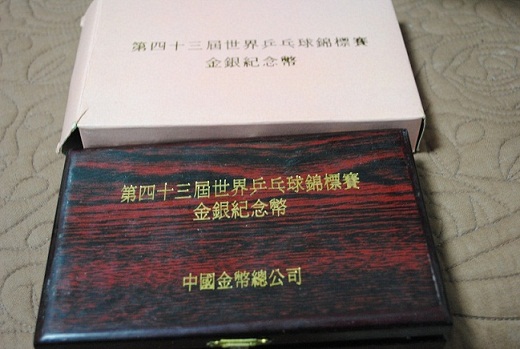 第四十三屆世界乒乓球錦標賽
金銀紀念幣
第四十三屆世界乒乓球錦標賽
金銀紀念幣
中國金幣總公司